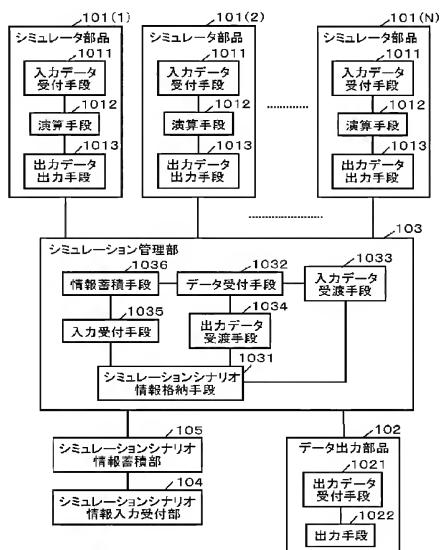 101(1)
シミュレータ部品
1011
入力データ
受付手段
1012
演算手段
1013
出力データ
出力手段
101(2)
シミュレータ部品
1011
入力データ
受付手段
1012
演算手段
1013
出力データ
出力手段
101(N)
シミュレータ部品
1011
入力データ
受付手段
1012
演算手段
1013
出力データ
出力手段
103
シミュレーション管理部
1036
情報蓄積手段
1032
データ受付手段
1033
入力データ
受渡手段
1035
入力受付手段
1034
出力データ
受渡手段
1031
シミュレーションシナリオ
情報格納手段
105
シミュレーションシナリオ
情報蓄積部
104
シミュレーションシナリオ
情報入力受付部
102
データ出力部品
1021
出力データ
受付手段
1022
出力手段